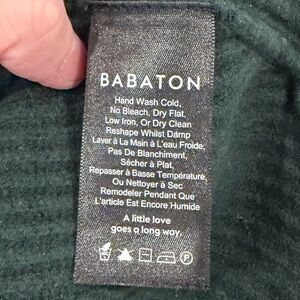 BABATON
Hand Wash Cold,
No Bleach, Dry Flat,
Low Iron, Or Dry Clean
Reshape Whilst Damp
Laver à La Main à L'eau Froide,
Pas De Blanchiment,
Sécher à Plat,
Repasser à Basse Température,
Ou Nettoyer à Sec
Remodeler Pendant Que
L'article Est Encore Humide
A little love
goes a long way.
P